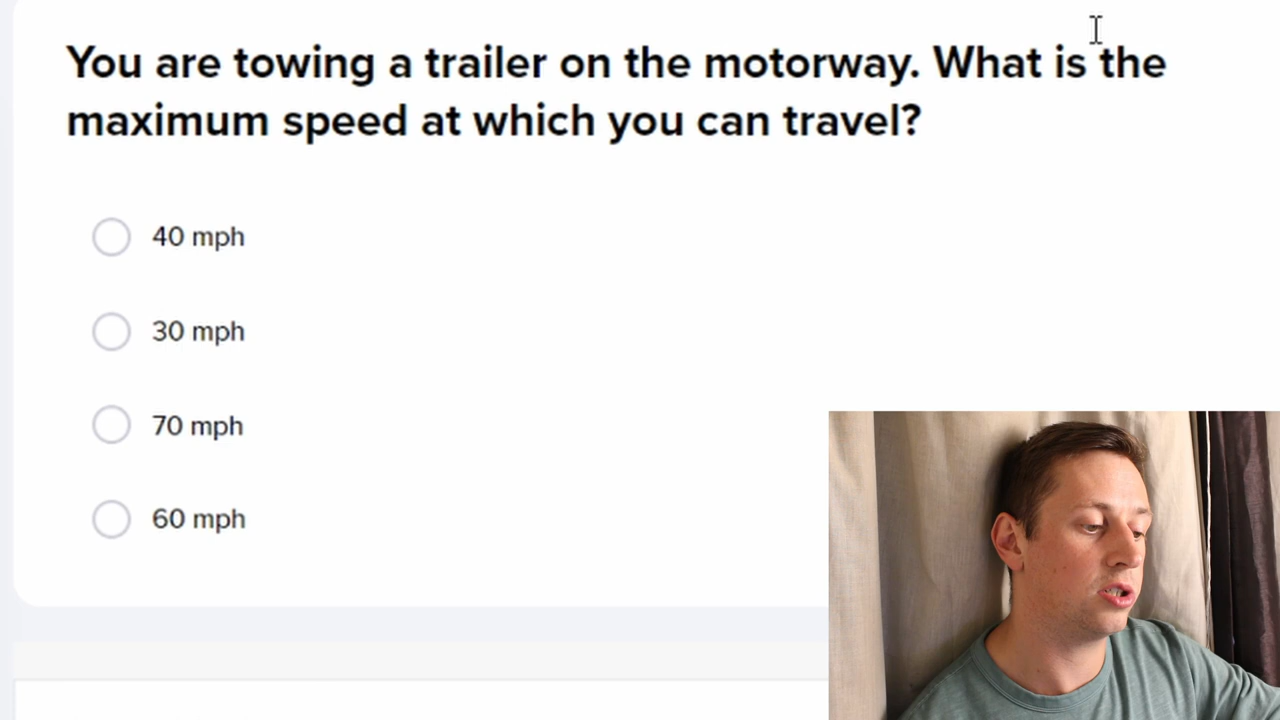 You are towing a trailer on the motorway. What is the
maximum speed at which you can travel?
40 mph
30 mph
70 mph
60 mph